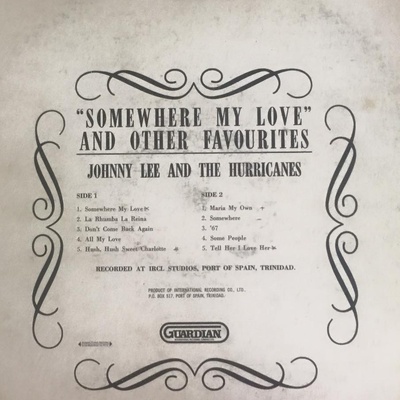 "SOMEWHERE MY LOVE"
AND OTHER FAVOURITES
JOHNNY LEE AND THE HURRICANES
SIDE 1
1. Somewhere My Love
2. La Rhumba La Reina
3. Don't Come Back Again
4. All My Love
5. Hush, Hush Sweet Charlotte
SIDE 2
1. Maria My Own
2. Somewhere
3. '67
4. Some People
5. Tell Her I Love Her
RECORDED AT IRCL STUDIOS, PORT OF SPAIN, TRINIDAD.
PRODUCT OF INTERNATIONAL RECORDING CO., LTD.,
P.O. BOX 517, PORT OF SPAIN, TRINIDAD.
GUARDIAN